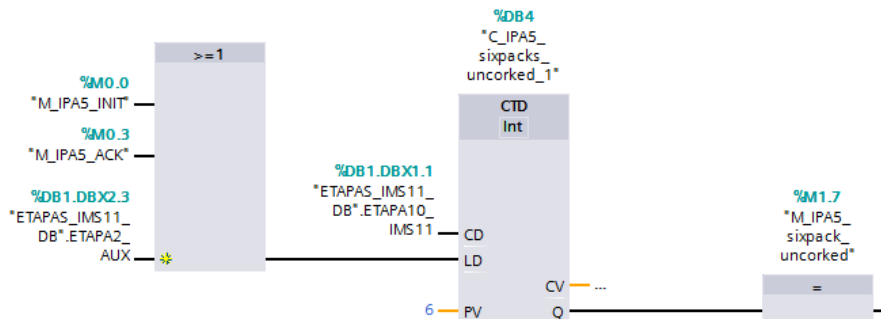 %DB4
"C_IPA5_
sixpacks_
uncorked_1"
>=1
%M0.0
"M_IPA5_INIT"
CTD
Int
%M0.3
"M_IPA5_ACK"
%DB1.DBX1.1
"ETAPAS_IMS11_
DB".ETAPA10_
IMS11
CD
%DB1.DBX2.3
"ETAPAS_IMS11_
DB".ETAPA2_
AUX
LD
%M1.7
"M_IPA5_
sixpack_
uncorked"
CV
...
=
6
PV
Q